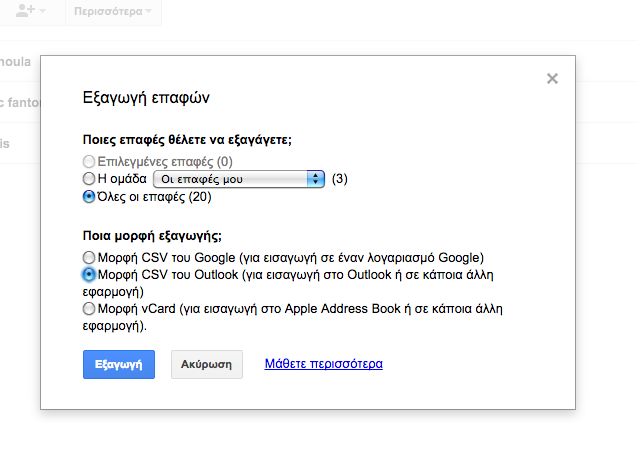 Περισσότερα
noula
Εξαγωγή επαφών
c fanton
Ποιες επαφές θέλετε να εξαγάγετε;
is
Επιλεγμένες επαφές (0)
Η ομάδα Οι επαφές μου (3)
Όλες οι επαφές (20)
Ποια μορφή εξαγωγής;
Μορφή CSV του Google (για εισαγωγή σε έναν λογαριασμό Google)
Μορφή CSV του Outlook (για εισαγωγή στο Outlook ή σε κάποια άλλη
εφαρμογή)
Μορφή vCard (για εισαγωγή στο Apple Address Book ή σε κάποια άλλη
εφαρμογή).
Εξαγωγή Ακύρωση Μάθετε περισσότερα